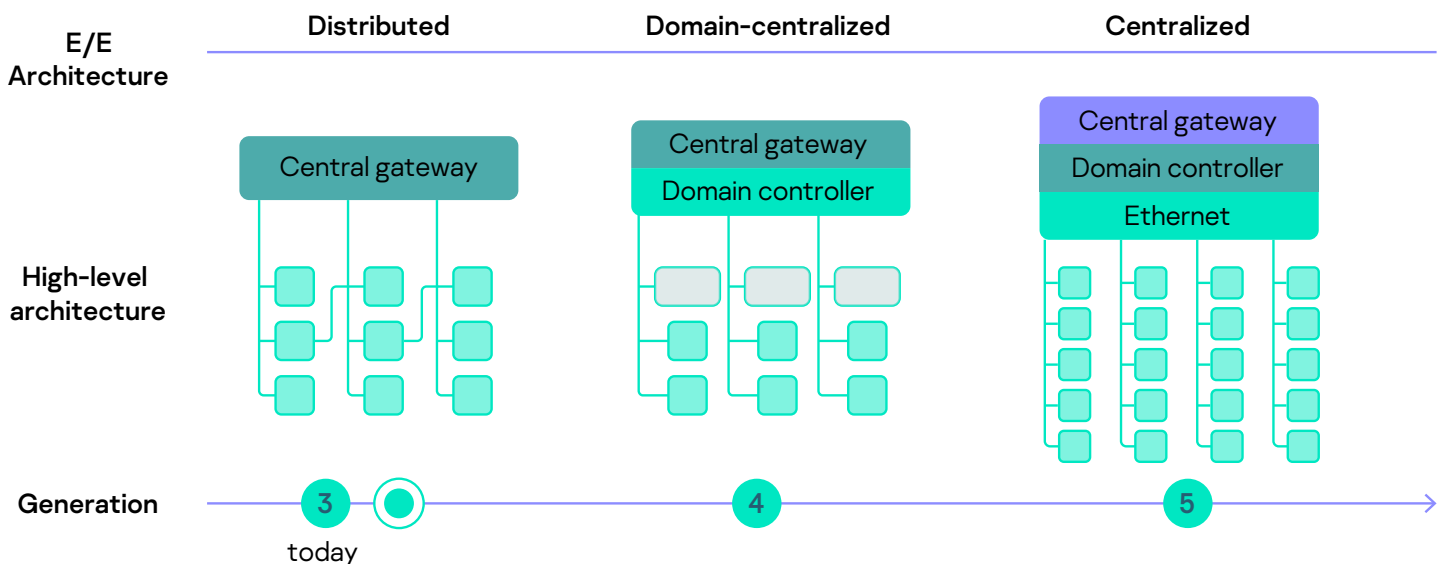 E/E
Architecture
Distributed
Domain-centralized
Centralized
High-level
architecture
Central gateway
Central gateway
Domain controller
Central gateway
Domain controller
Ethernet
Generation
3
4
5
today